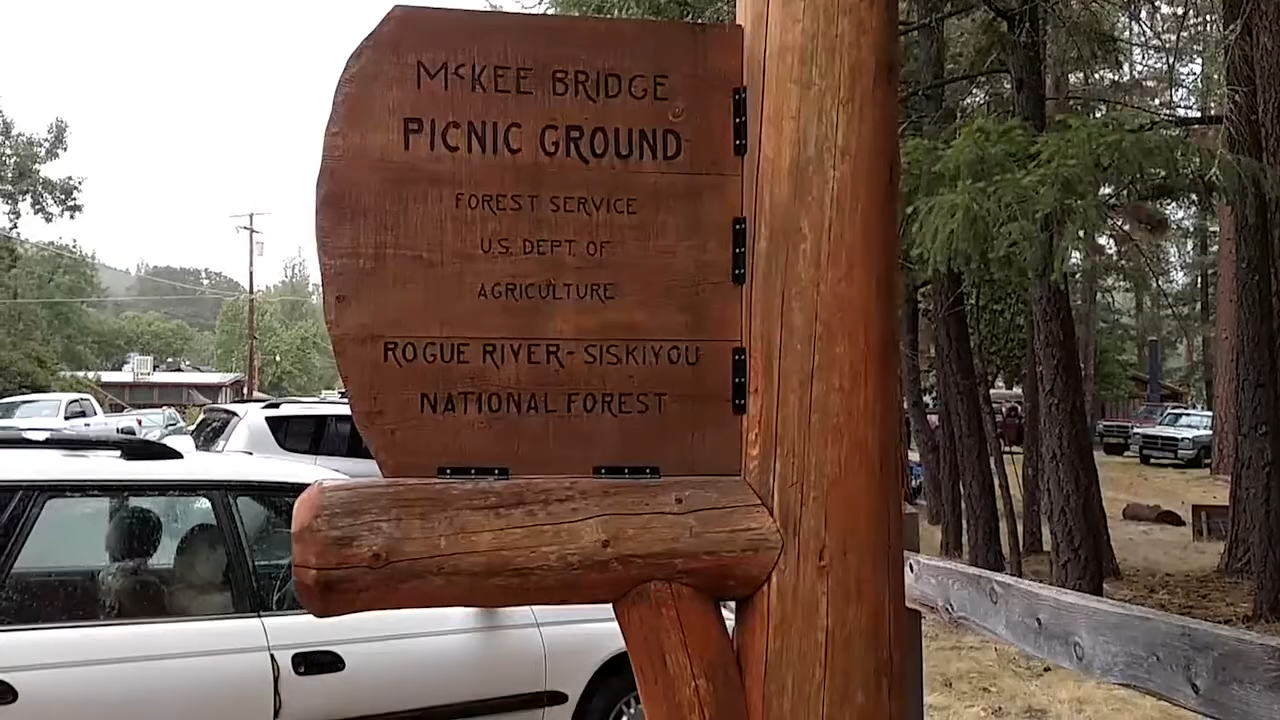 McKEE BRIDGE
PICNIC GROUND
FOREST SERVICE
U.S. DEPT. OF
AGRICULTURE
ROGUE RIVER-SISKIYOU
NATIONAL FOREST